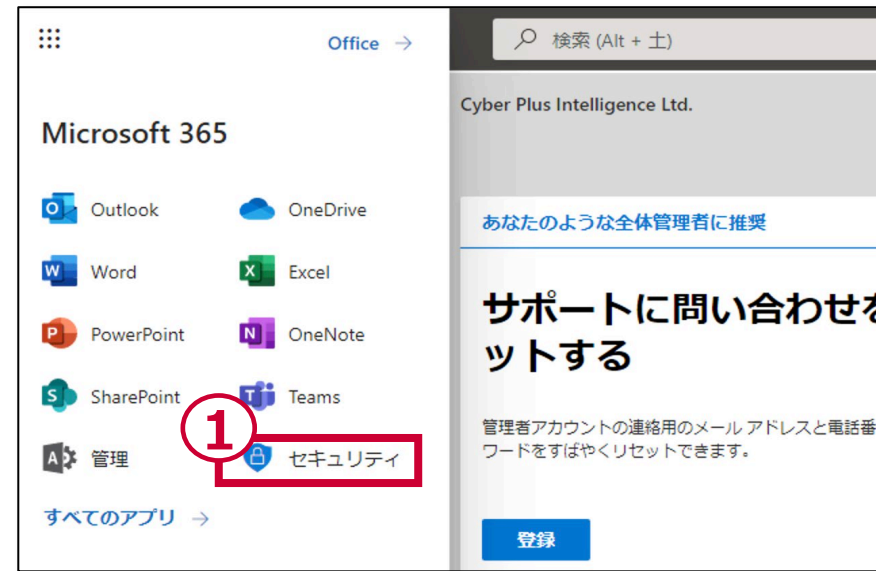 Office →
検索 (Alt + 土)
Cyber Plus Intelligence Ltd.
Microsoft 365
Outlook
OneDrive
Word
Excel
PowerPoint
OneNote
SharePoint
Teams
管理
1
セキュリティ
すべてのアプリ →
あなたのような全体管理者に推奨
サポートに問い合わせを
ットする
管理者アカウントの連絡用のメール アドレスと電話番
ワードをすばやくリセットできます。
登録